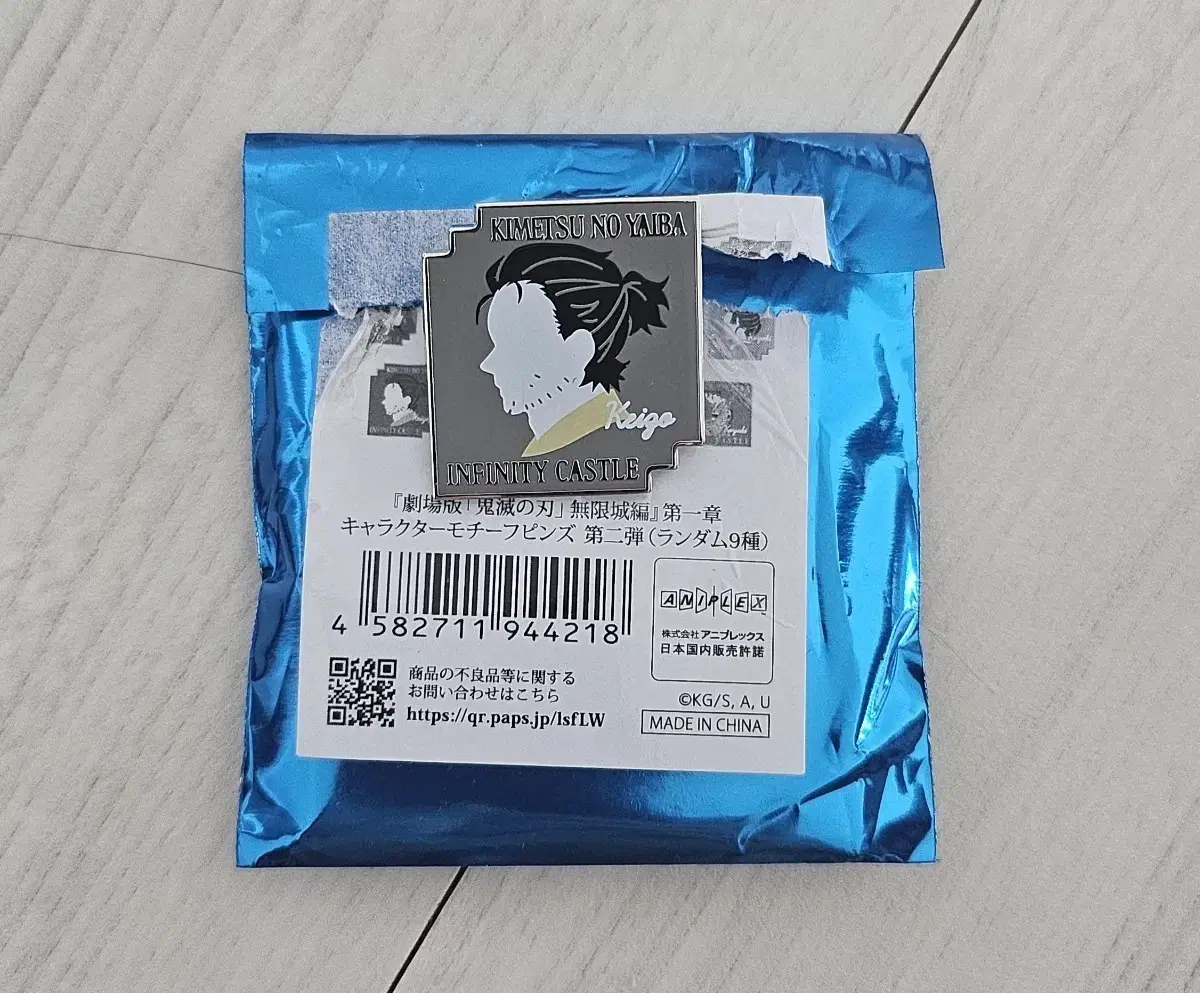 KIMETSU NO YAIBA
Keigo
INFINITY CASTLE
KIMETSU NO
INFINITY CASTLE
CASTLE
『劇場版「鬼滅の刃」無限城編』第一章
キャラクターモチーフピンズ 第二弾(ランダム9種)
4 582711 944218
ANIPLEX
株式会社アニプレックス
日本国内販売許諾
商品の不良品等に関する
お問い合わせはこちら
https://qr.paps.jp/lsfLW
©KG/S, A, U
MADE IN CHINA